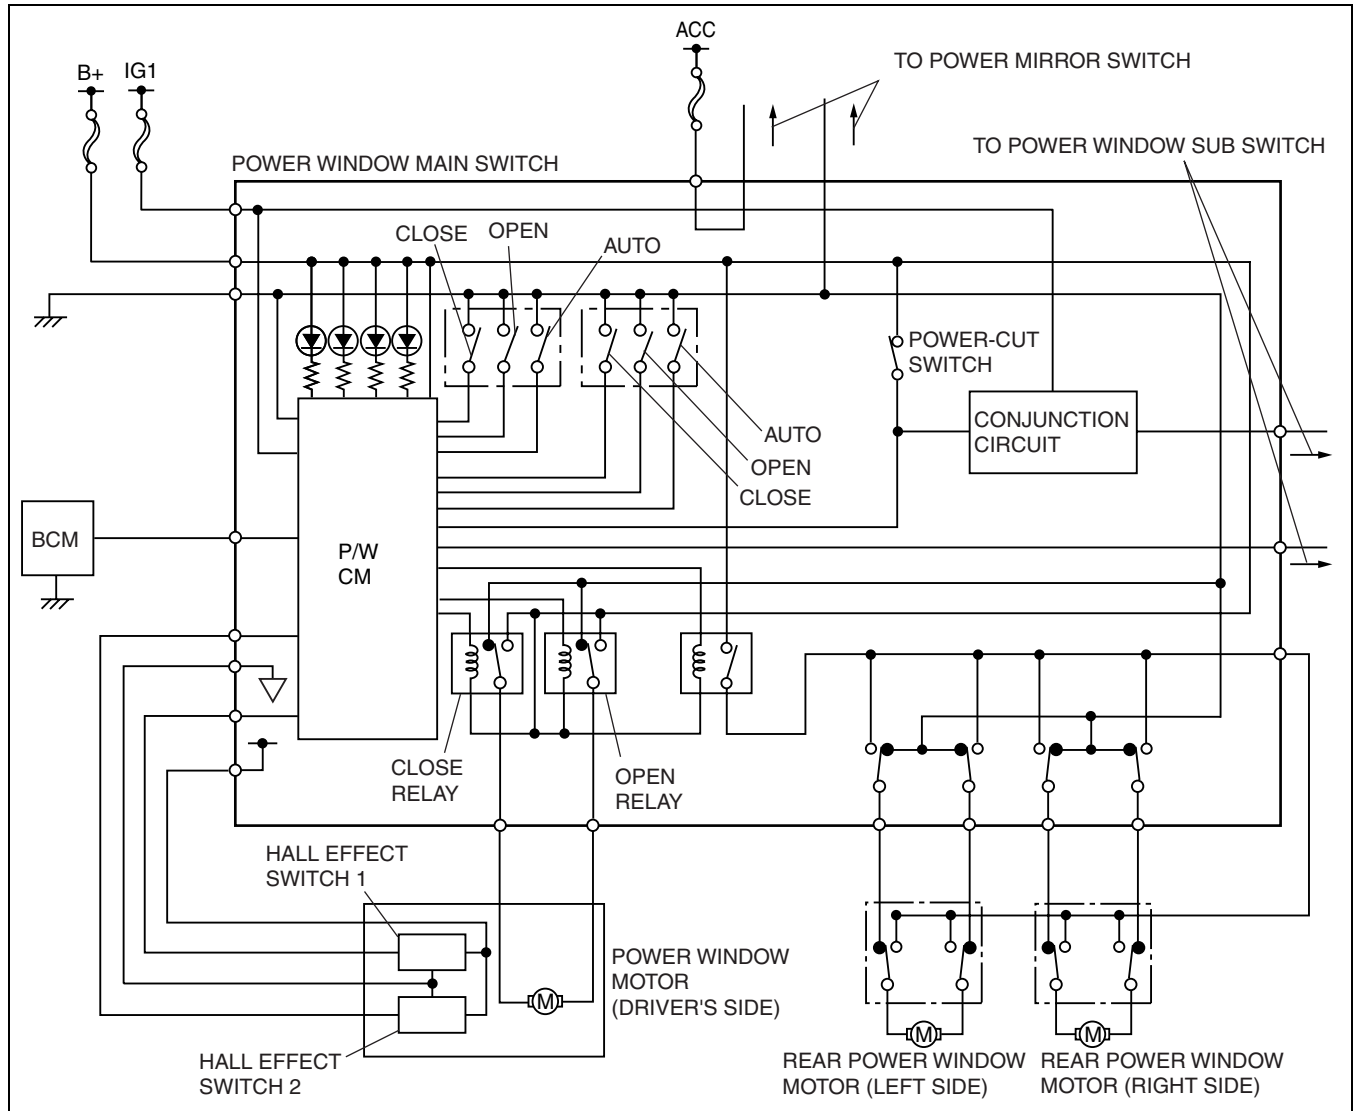 ACC
TO POWER MIRROR SWITCH
B+
IG1
TO POWER WINDOW SUB SWITCH
POWER WINDOW MAIN SWITCH
CLOSE
OPEN
AUTO
POWER-CUT
SWITCH
CONJUNCTION
CIRCUIT
AUTO
OPEN
CLOSE
BCM
P/W
CM
CLOSE
RELAY
OPEN
RELAY
HALL EFFECT
SWITCH 1
POWER WINDOW
MOTOR
(DRIVER'S SIDE)
M
M
M
HALL EFFECT
SWITCH 2
REAR POWER WINDOW
MOTOR (LEFT SIDE)
REAR POWER WINDOW
MOTOR (RIGHT SIDE)